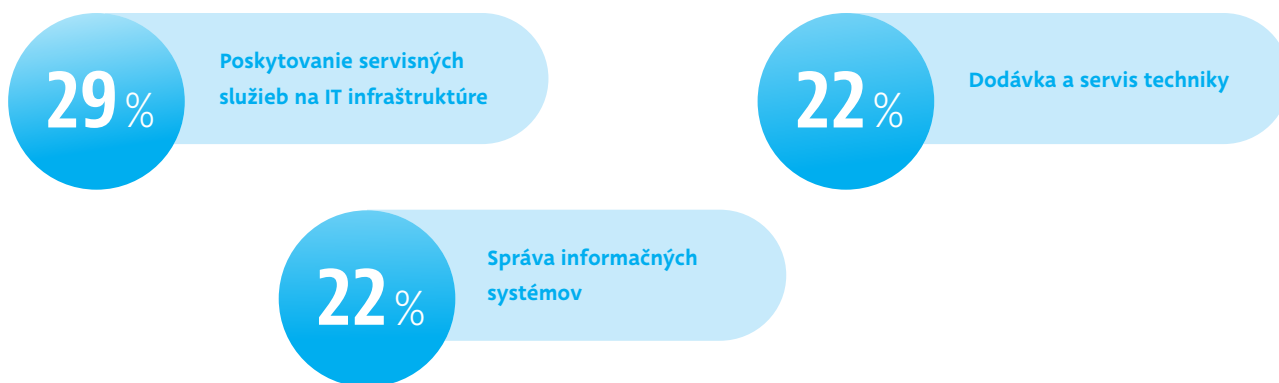 29 %
Poskytovanie servisných
služieb na IT infraštruktúre
22 %
Dodávka a servis techniky
22 %
Správa informačných
systémov